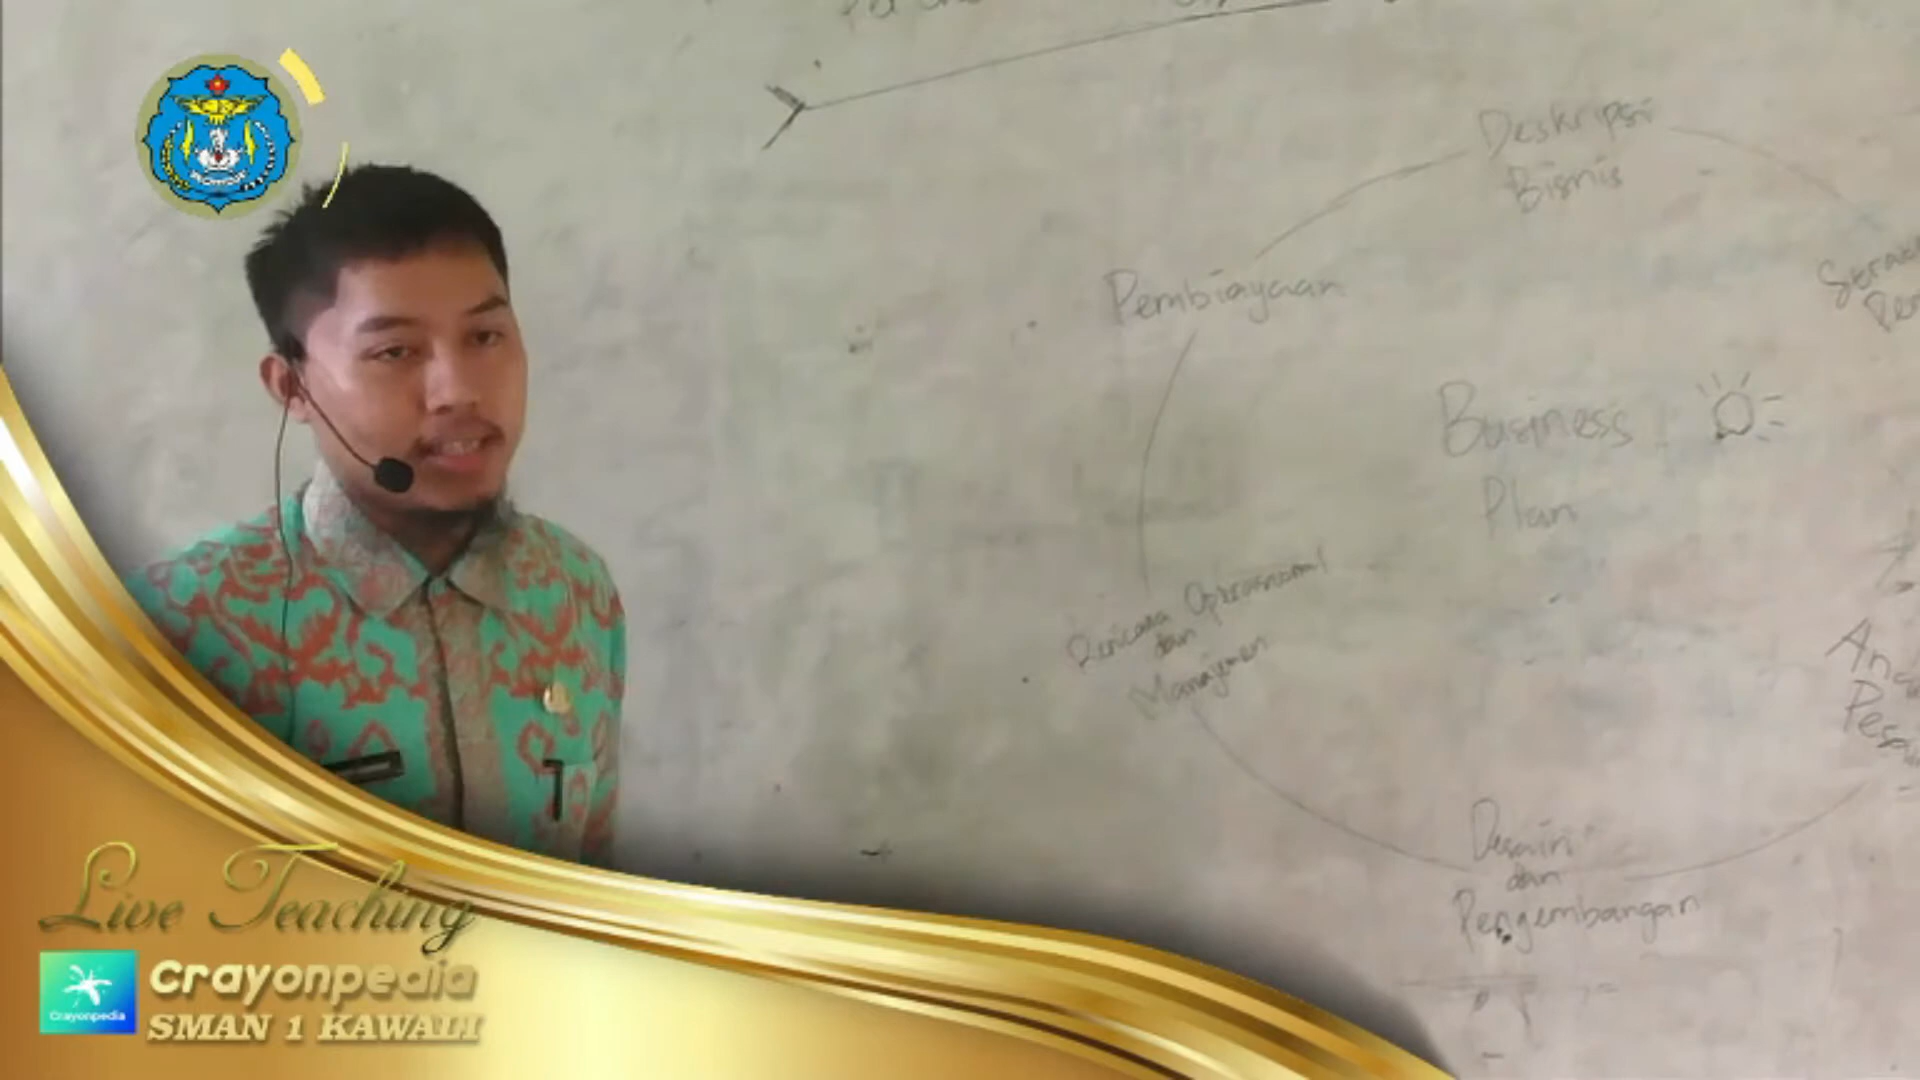 Deskripsi
Bisnis
Pembiayaan
Business
Plan
Rencana Operasional
dan
Manajemen
Desain
dan
Pengembangan
Live Teaching
Crayonpedia
Crayonpedia
SMAN 1 KAWALI